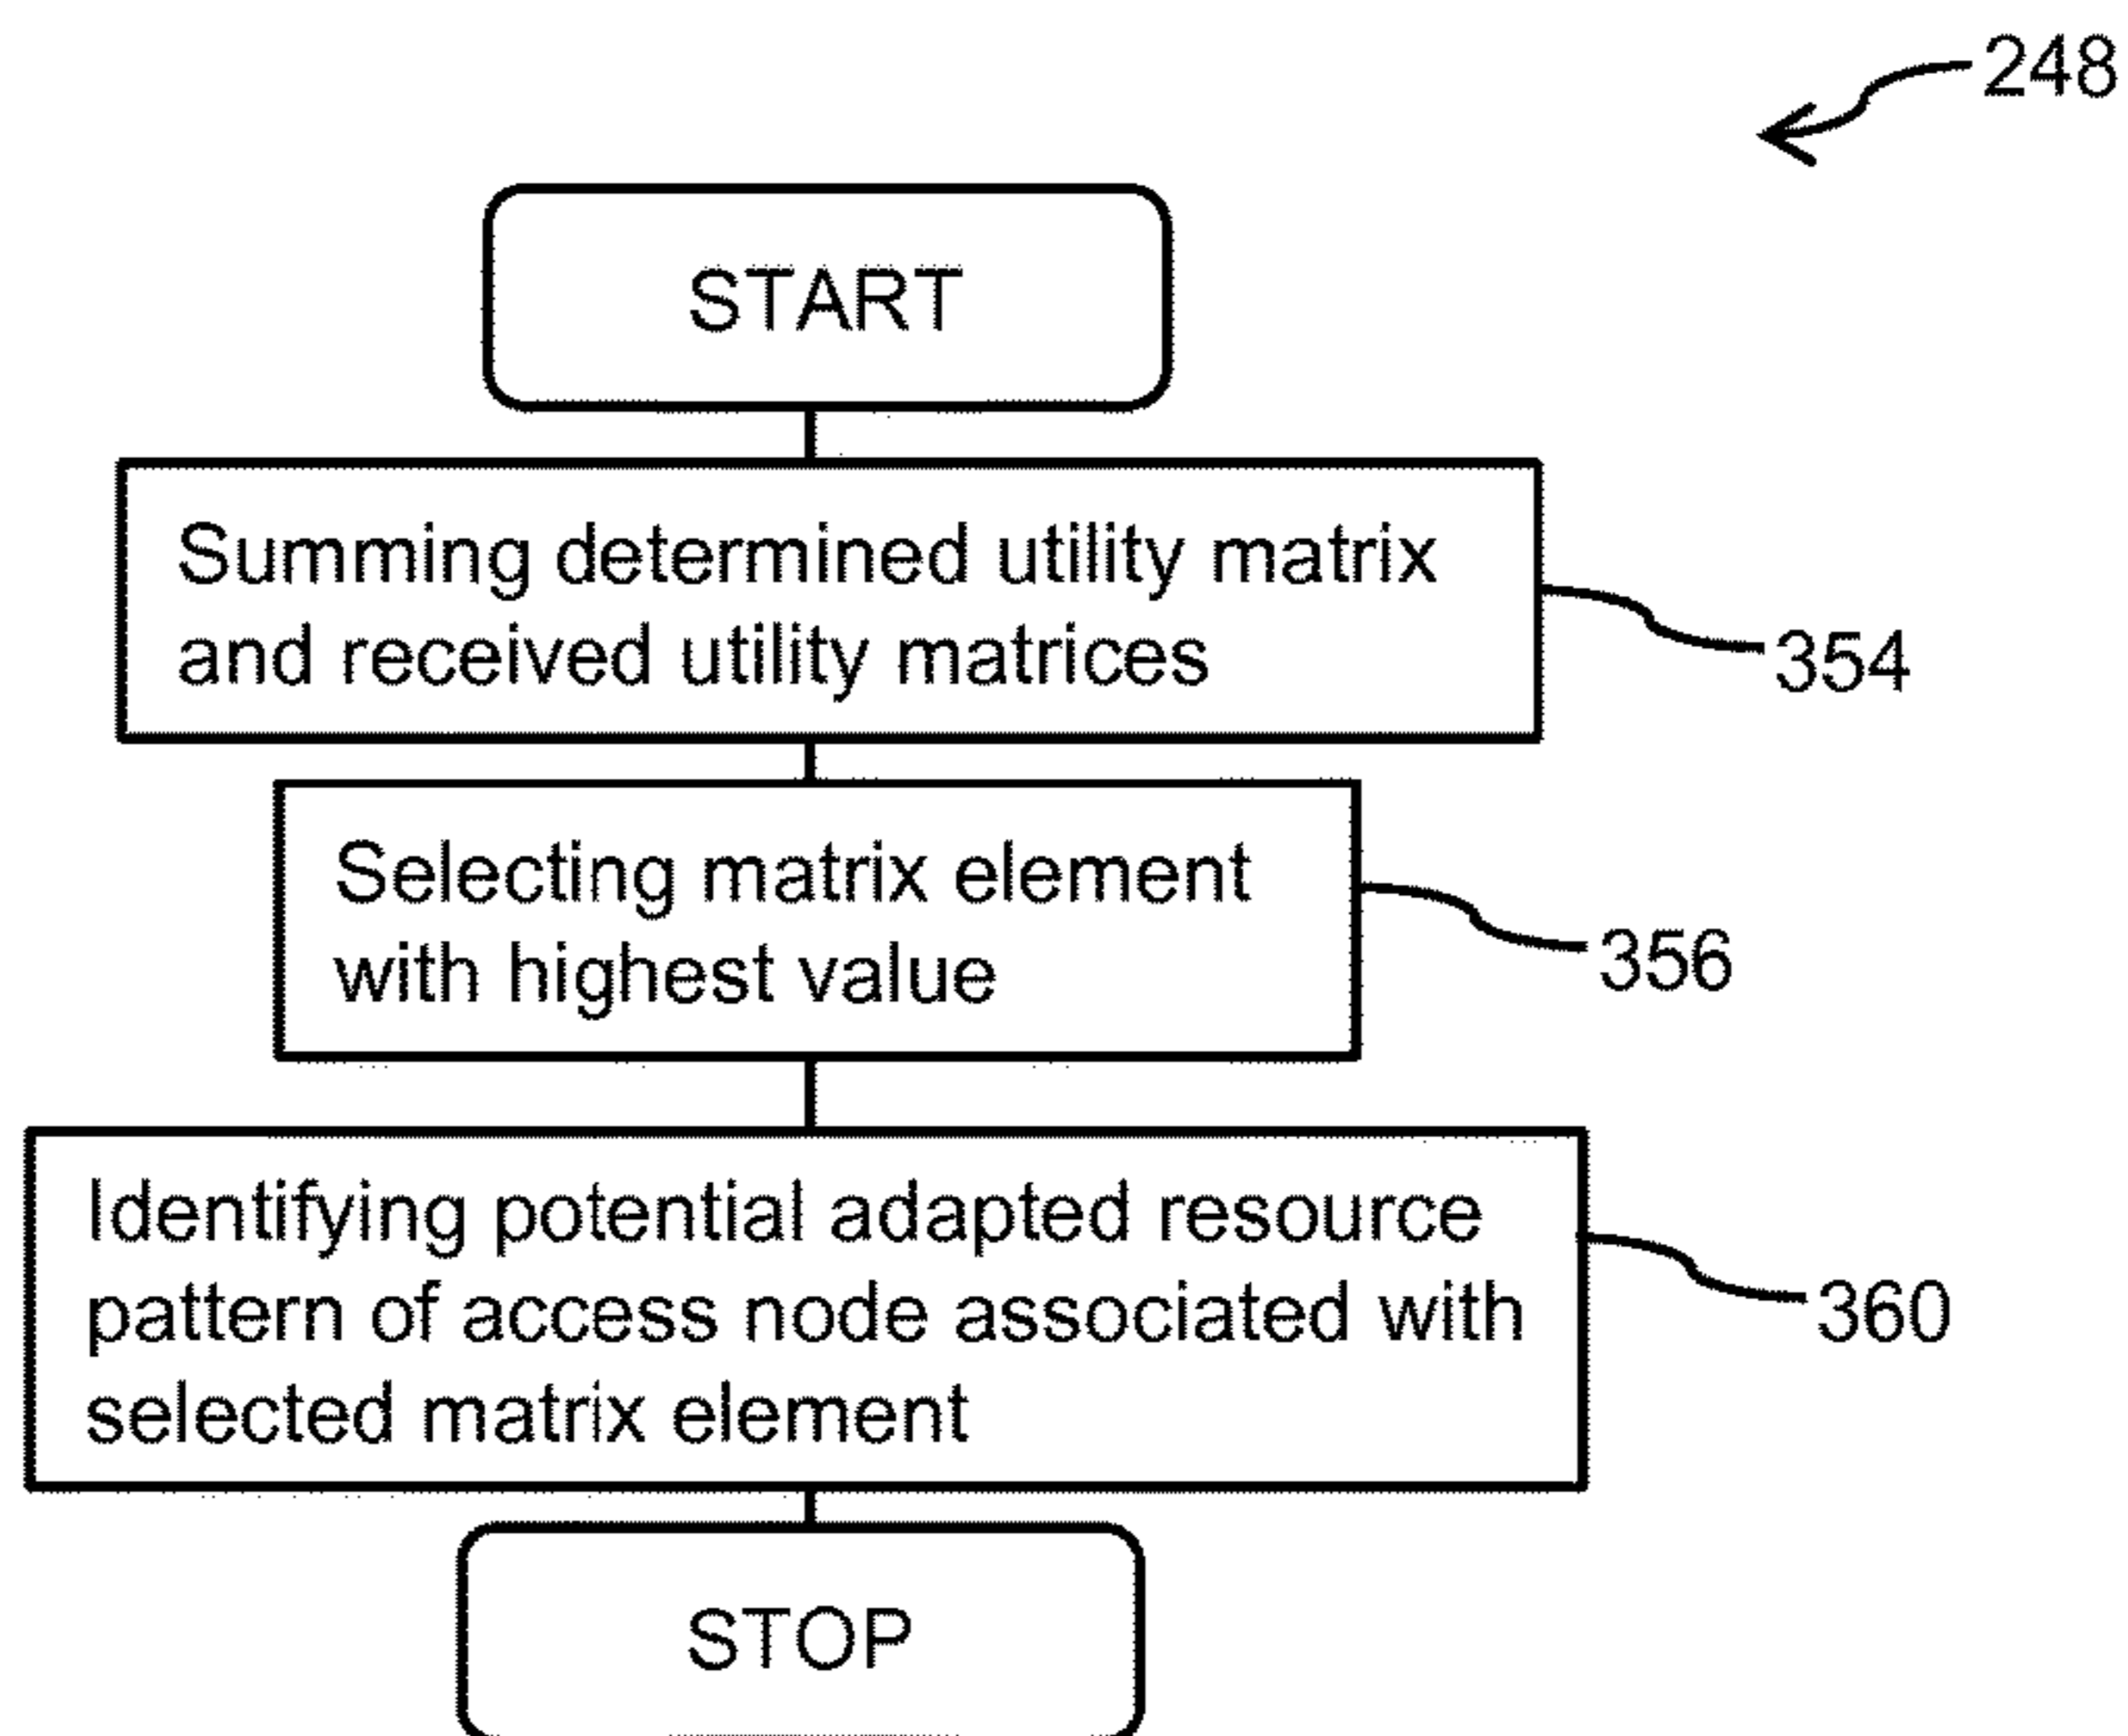 248
START
Summing determined utility matrix
and received utility matrices
354
Selecting matrix element
with highest value
356
Identifying potential adapted resource
pattern of access node associated with
selected matrix element
360
STOP